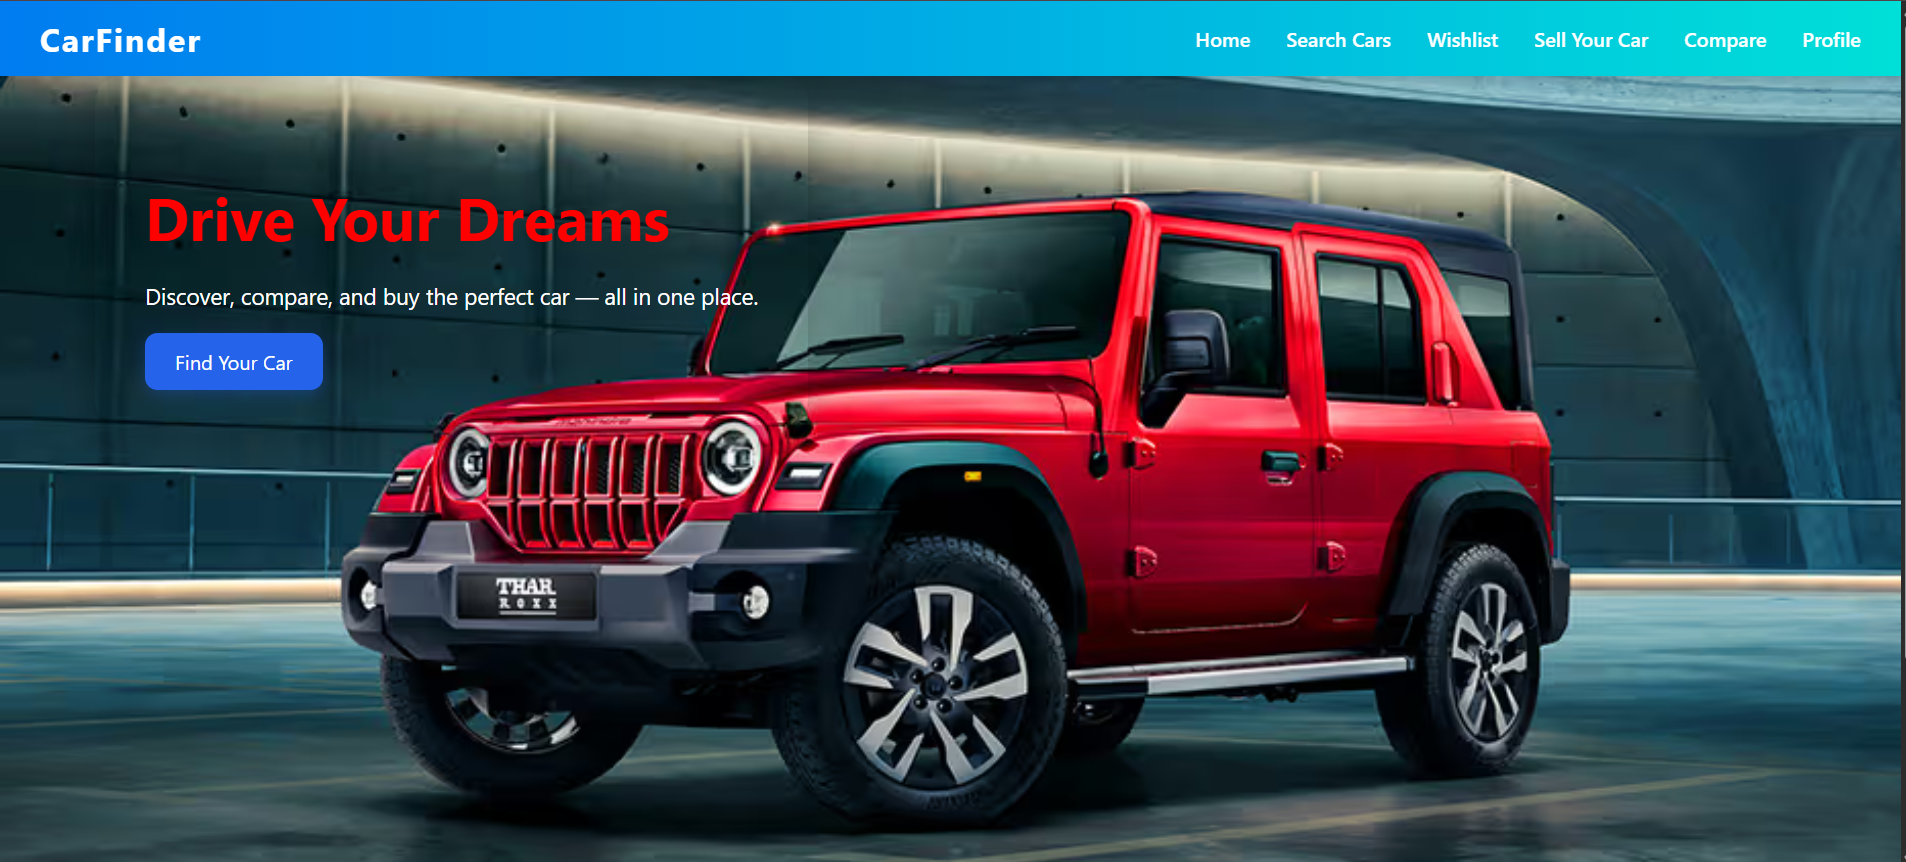 CarFinder
Home Search Cars Wishlist Sell Your Car Compare Profile
Drive Your Dreams
Discover, compare, and buy the perfect car — all in one place.
Find Your Car
THAR
ROXX